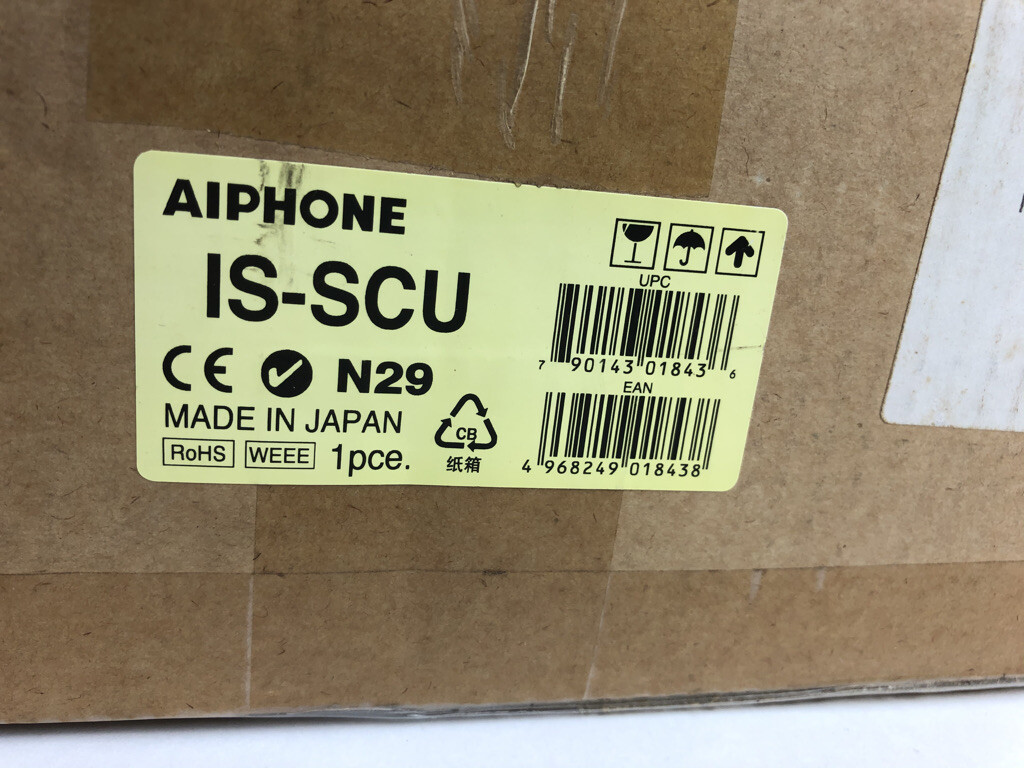 AIPHONE
IS-SCU
CE N29
MADE IN JAPAN
RoHS WEEE 1pce.
CB
纸箱
UPC
7 90143 01843 6
EAN
4 968249 018438